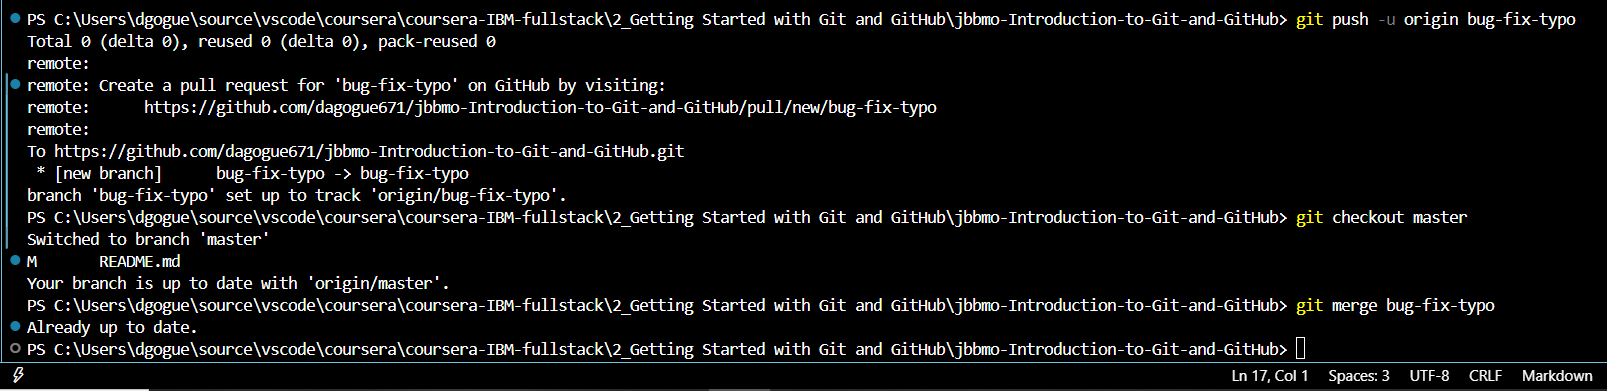 PS C:\Users\dgogue\source\vscode\coursera\coursera-IBM-fullstack\2_Getting Started with Git and GitHub\jbbmo-Introduction-to-Git-and-GitHub> git push -u origin bug-fix-typo
Total 0 (delta 0), reused 0 (delta 0), pack-reused 0
remote:
remote: Create a pull request for 'bug-fix-typo' on GitHub by visiting:
remote:      https://github.com/dagogue671/jbbmo-Introduction-to-Git-and-GitHub/pull/new/bug-fix-typo
remote:
To https://github.com/dagogue671/jbbmo-Introduction-to-Git-and-GitHub.git
 * [new branch]      bug-fix-typo -> bug-fix-typo
branch 'bug-fix-typo' set up to track 'origin/bug-fix-typo'.
PS C:\Users\dgogue\source\vscode\coursera\coursera-IBM-fullstack\2_Getting Started with Git and GitHub\jbbmo-Introduction-to-Git-and-GitHub> git checkout master
Switched to branch 'master'
M       README.md
Your branch is up to date with 'origin/master'.
PS C:\Users\dgogue\source\vscode\coursera\coursera-IBM-fullstack\2_Getting Started with Git and GitHub\jbbmo-Introduction-to-Git-and-GitHub> git merge bug-fix-typo
Already up to date.
PS C:\Users\dgogue\source\vscode\coursera\coursera-IBM-fullstack\2_Getting Started with Git and GitHub\jbbmo-Introduction-to-Git-and-GitHub>
Ln 17, Col 1   Spaces: 3   UTF-8   CRLF   Markdown